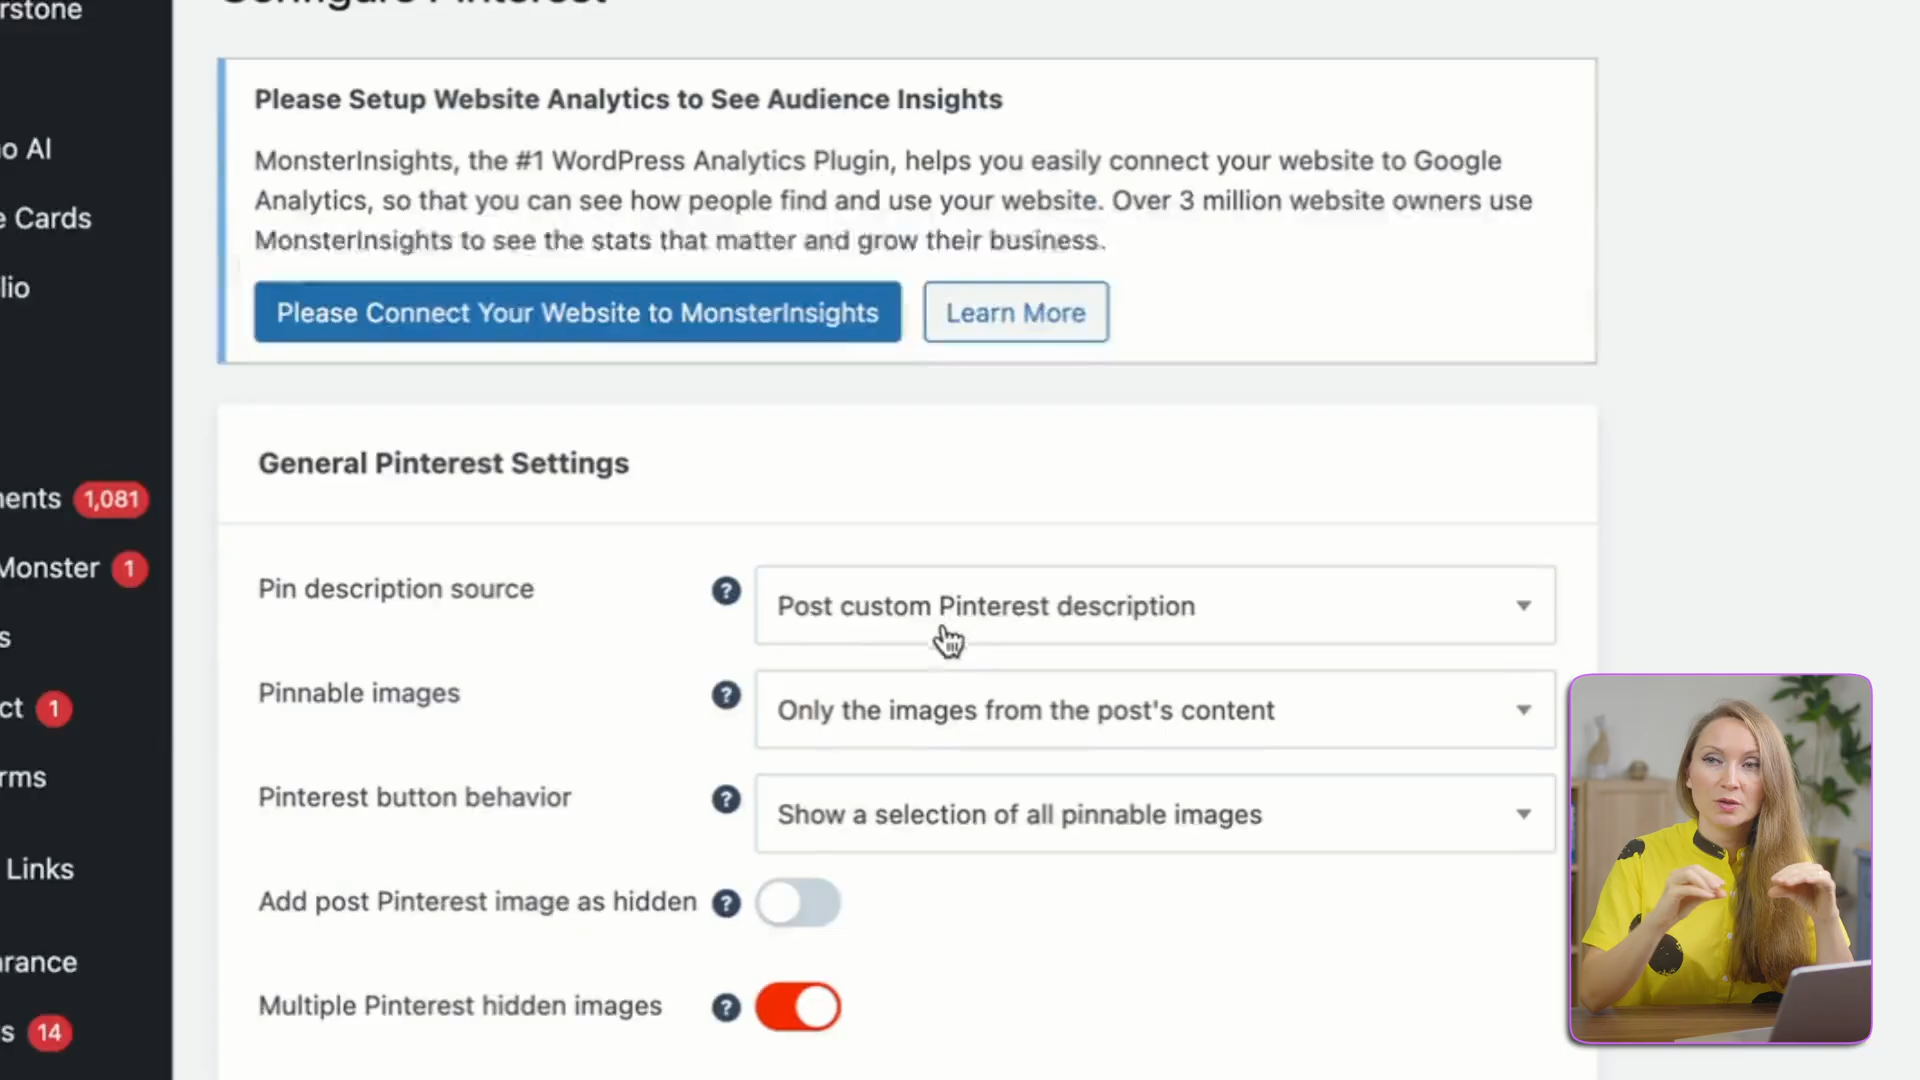 rstone
Configure Pinterest
Please Setup Website Analytics to See Audience Insights
MonsterInsights, the #1 WordPress Analytics Plugin, helps you easily connect your website to Google
Analytics, so that you can see how people find and use your website. Over 3 million website owners use
MonsterInsights to see the stats that matter and grow their business.
Please Connect Your Website to MonsterInsights
Learn More
o AI
e Cards
lio
ents 1,081
Monster 1
s
ct 1
rms
Links
arance
s 14
General Pinterest Settings
Pin description source ? Post custom Pinterest description
Pinnable images ? Only the images from the post's content
Pinterest button behavior ? Show a selection of all pinnable images
Add post Pinterest image as hidden ?
Multiple Pinterest hidden images ?